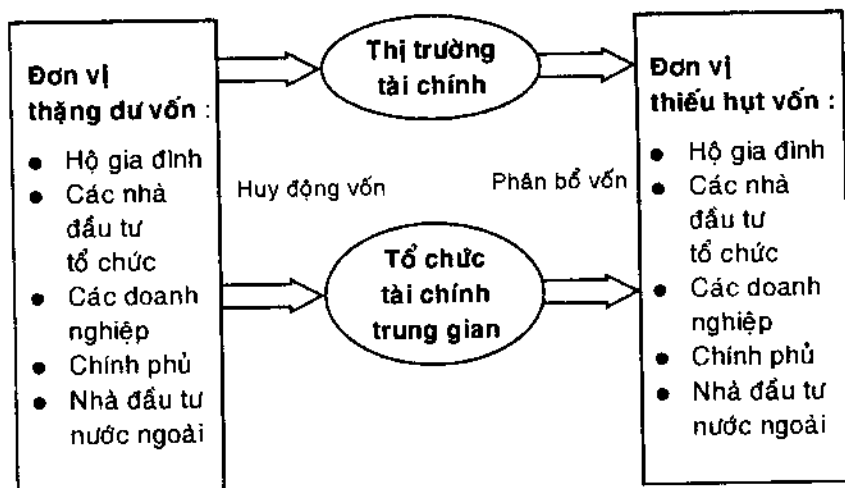 Đơn vị
thặng dư vốn :
● Hộ gia đình
● Các nhà
đầu tư
tổ chức
● Các doanh
nghiệp
● Chính phủ
● Nhà đầu tư
nước ngoài
Thị trường
tài chính
Huy động vốn
Phân bổ vốn
Tổ chức
tài chính
trung gian
Đơn vị
thiếu hụt vốn :
● Hộ gia đình
● Các nhà
đầu tư
tổ chức
● Các doanh
nghiệp
● Chính phủ
● Nhà đầu tư
nước ngoài